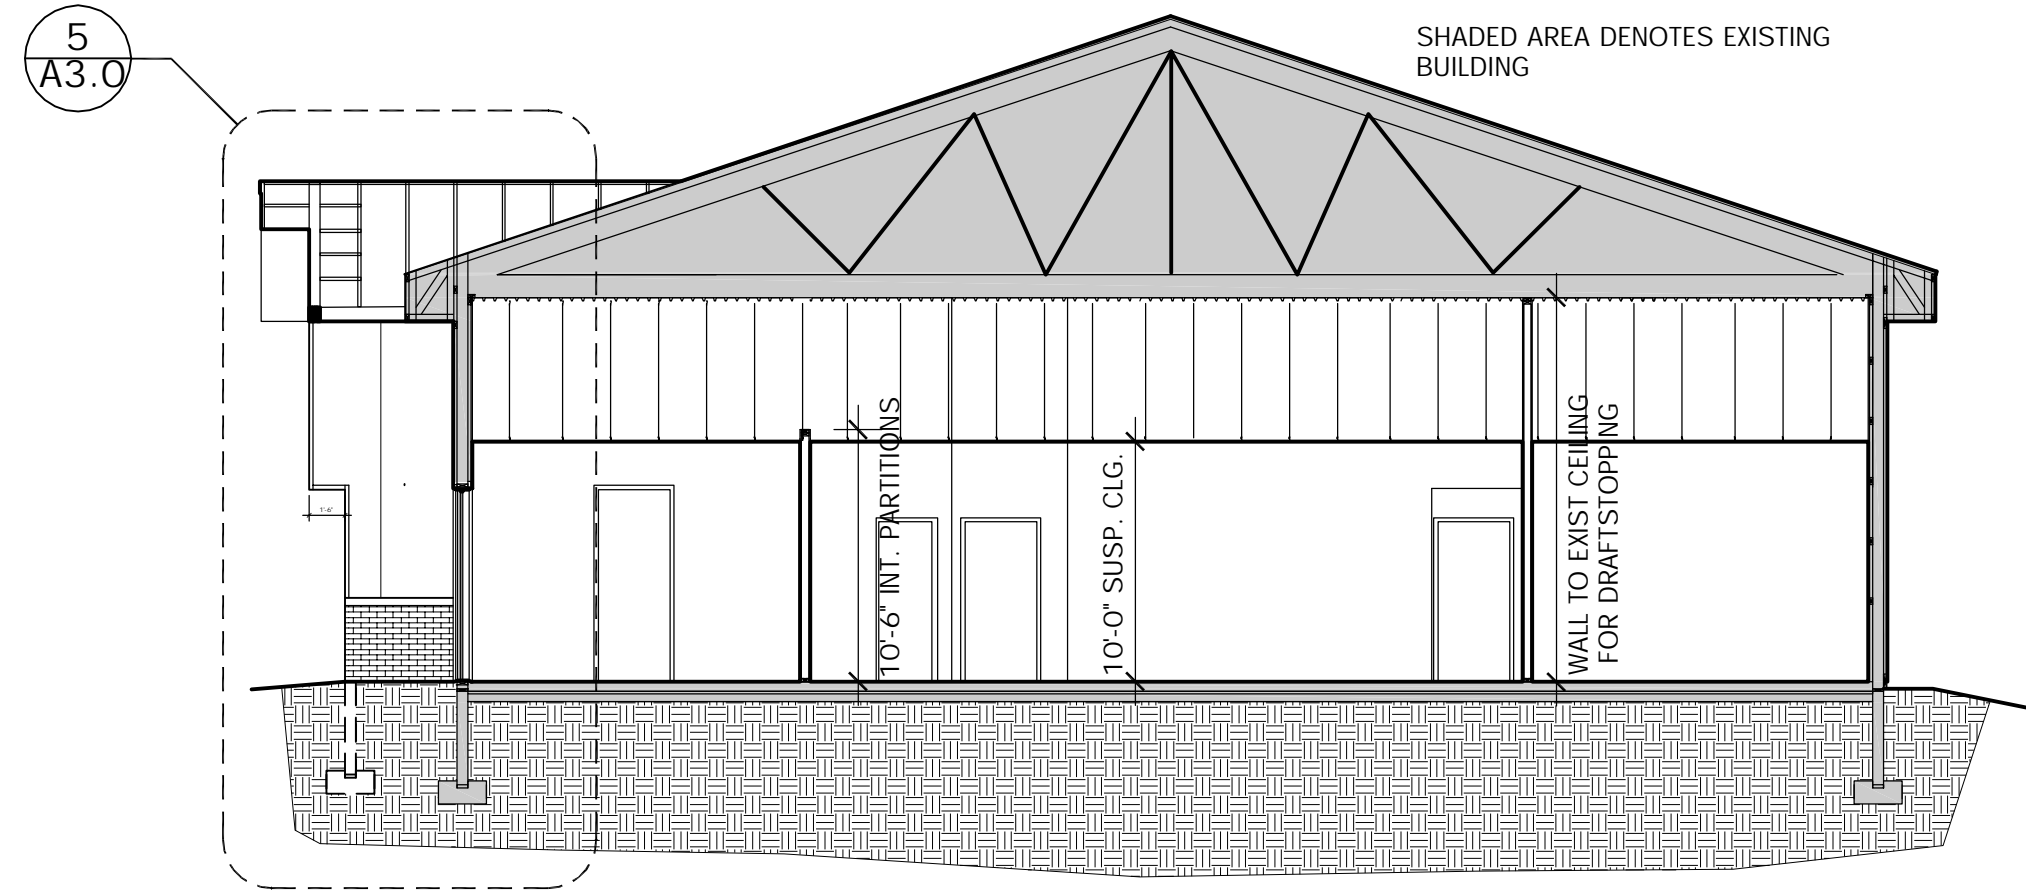 5
A3.0
SHADED AREA DENOTES EXISTING
BUILDING
1'-6"
10'-6" INT. PARTITIONS
10'-0" SUSP. CLG.
WALL TO EXIST CEILING
FOR DRAFTSTOPPING